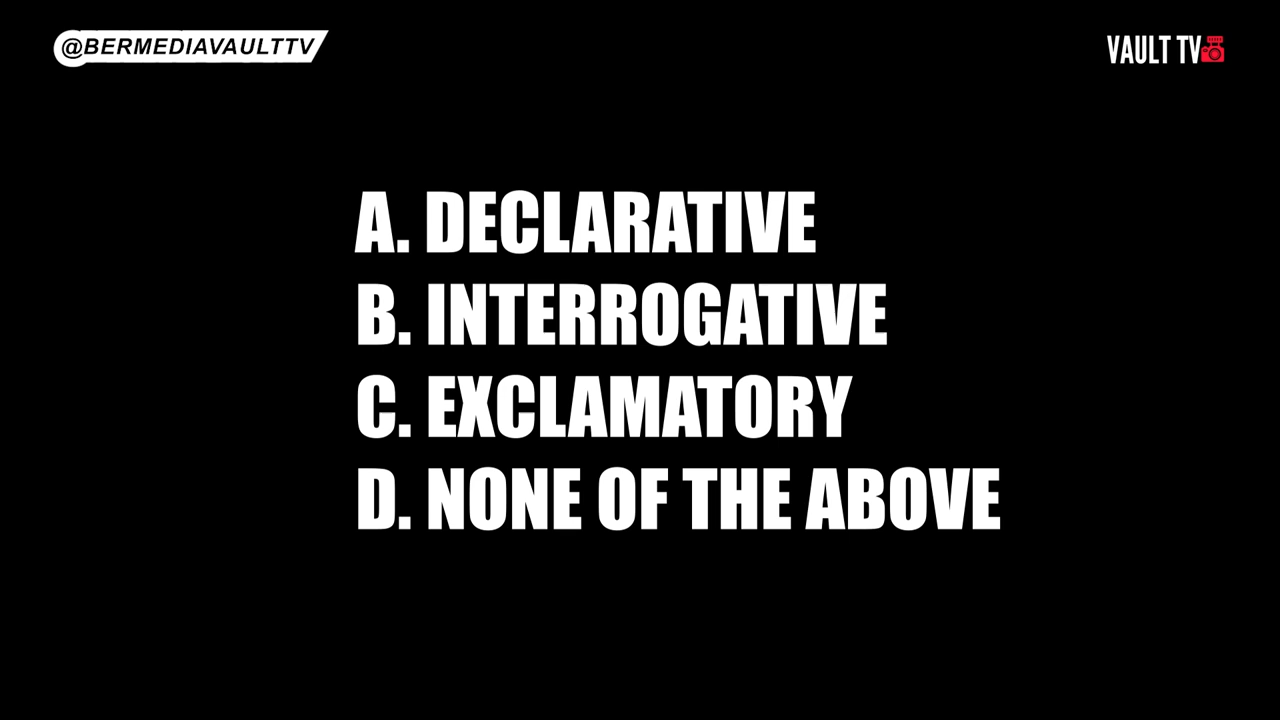 @BERMEDIAVAULTTV
VAULT TV
A. DECLARATIVE
B. INTERROGATIVE
C. EXCLAMATORY
D. NONE OF THE ABOVE